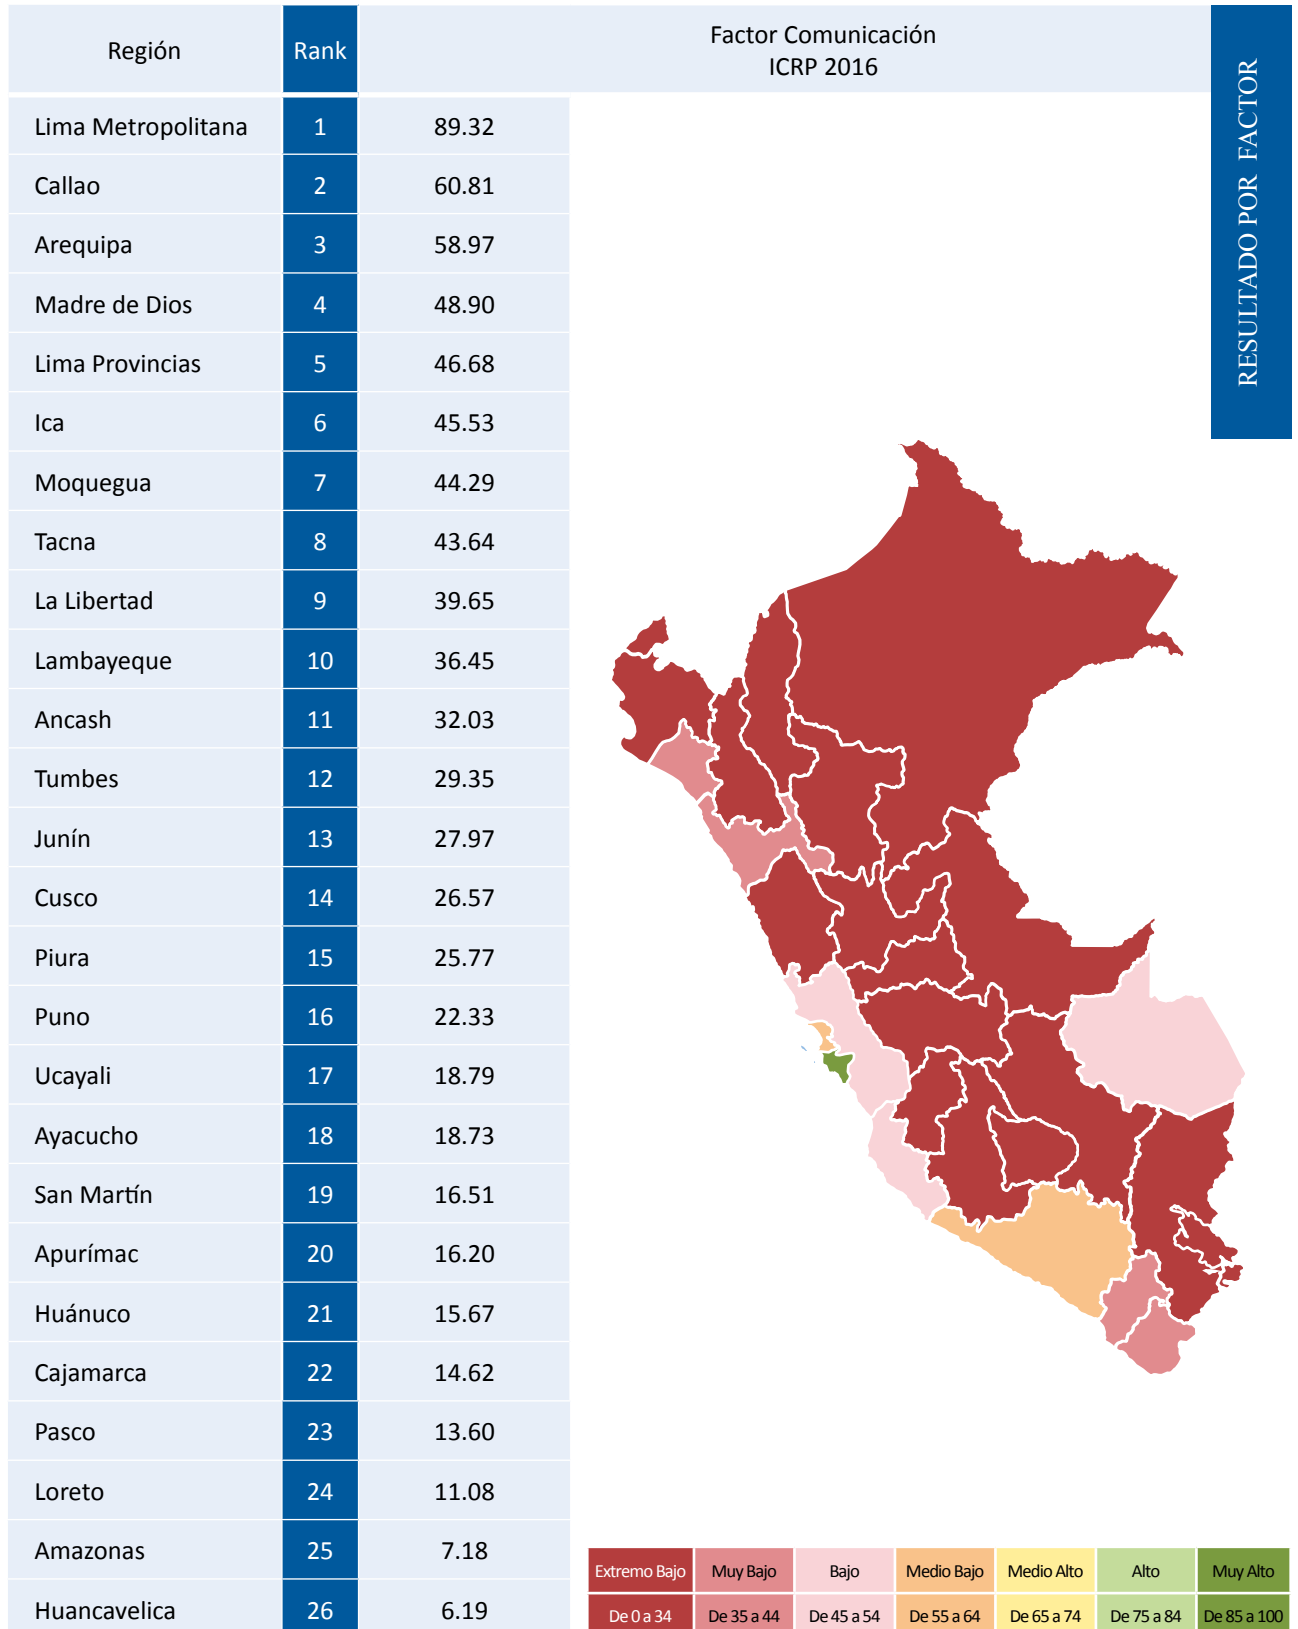 Región Rank Factor Comunicación
ICRP 2016
RESULTADO POR FACTOR
Lima Metropolitana 1 89.32
Callao 2 60.81
Arequipa 3 58.97
Madre de Dios 4 48.90
Lima Provincias 5 46.68
Ica 6 45.53
Moquegua 7 44.29
Tacna 8 43.64
La Libertad 9 39.65
Lambayeque 10 36.45
Ancash 11 32.03
Tumbes 12 29.35
Junín 13 27.97
Cusco 14 26.57
Piura 15 25.77
Puno 16 22.33
Ucayali 17 18.79
Ayacucho 18 18.73
San Martín 19 16.51
Apurímac 20 16.20
Huánuco 21 15.67
Cajamarca 22 14.62
Pasco 23 13.60
Loreto 24 11.08
Amazonas 25 7.18
Huancavelica 26 6.19
Extremo Bajo Muy Bajo Bajo Medio Bajo Medio Alto Alto Muy Alto
De 0 a 34 De 35 a 44 De 45 a 54 De 55 a 64 De 65 a 74 De 75 a 84 De 85 a 100